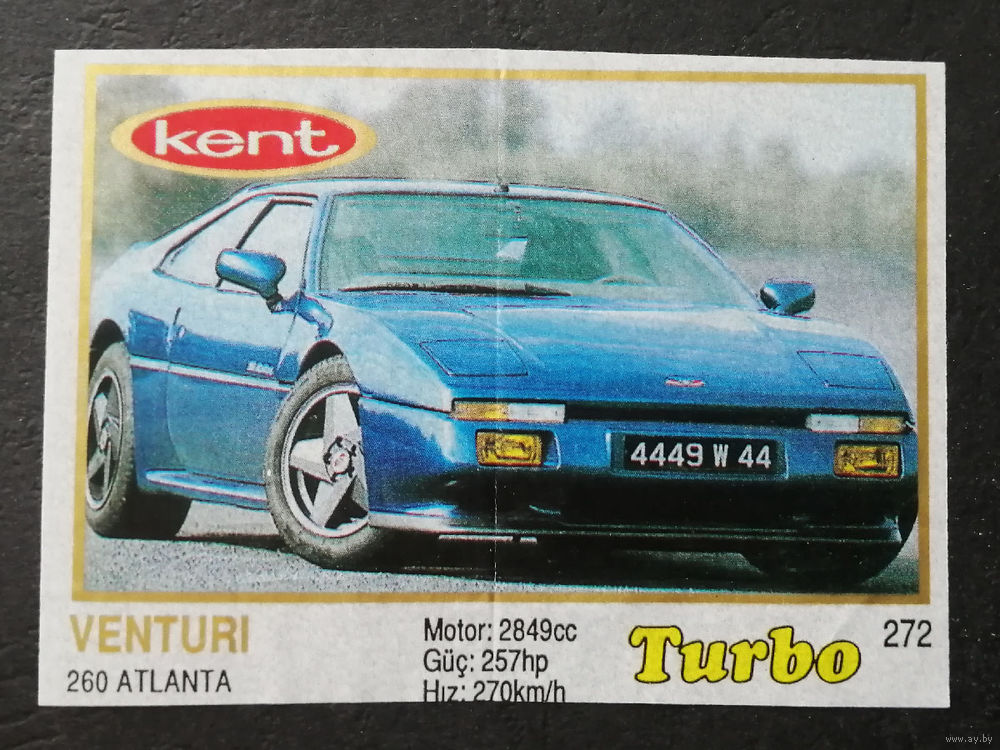 kent
4449 W 44
VENTURI
260 ATLANTA
Motor: 2849cc
Güç: 257hp
Hız: 270km/h
Turbo
272
www.ay.by